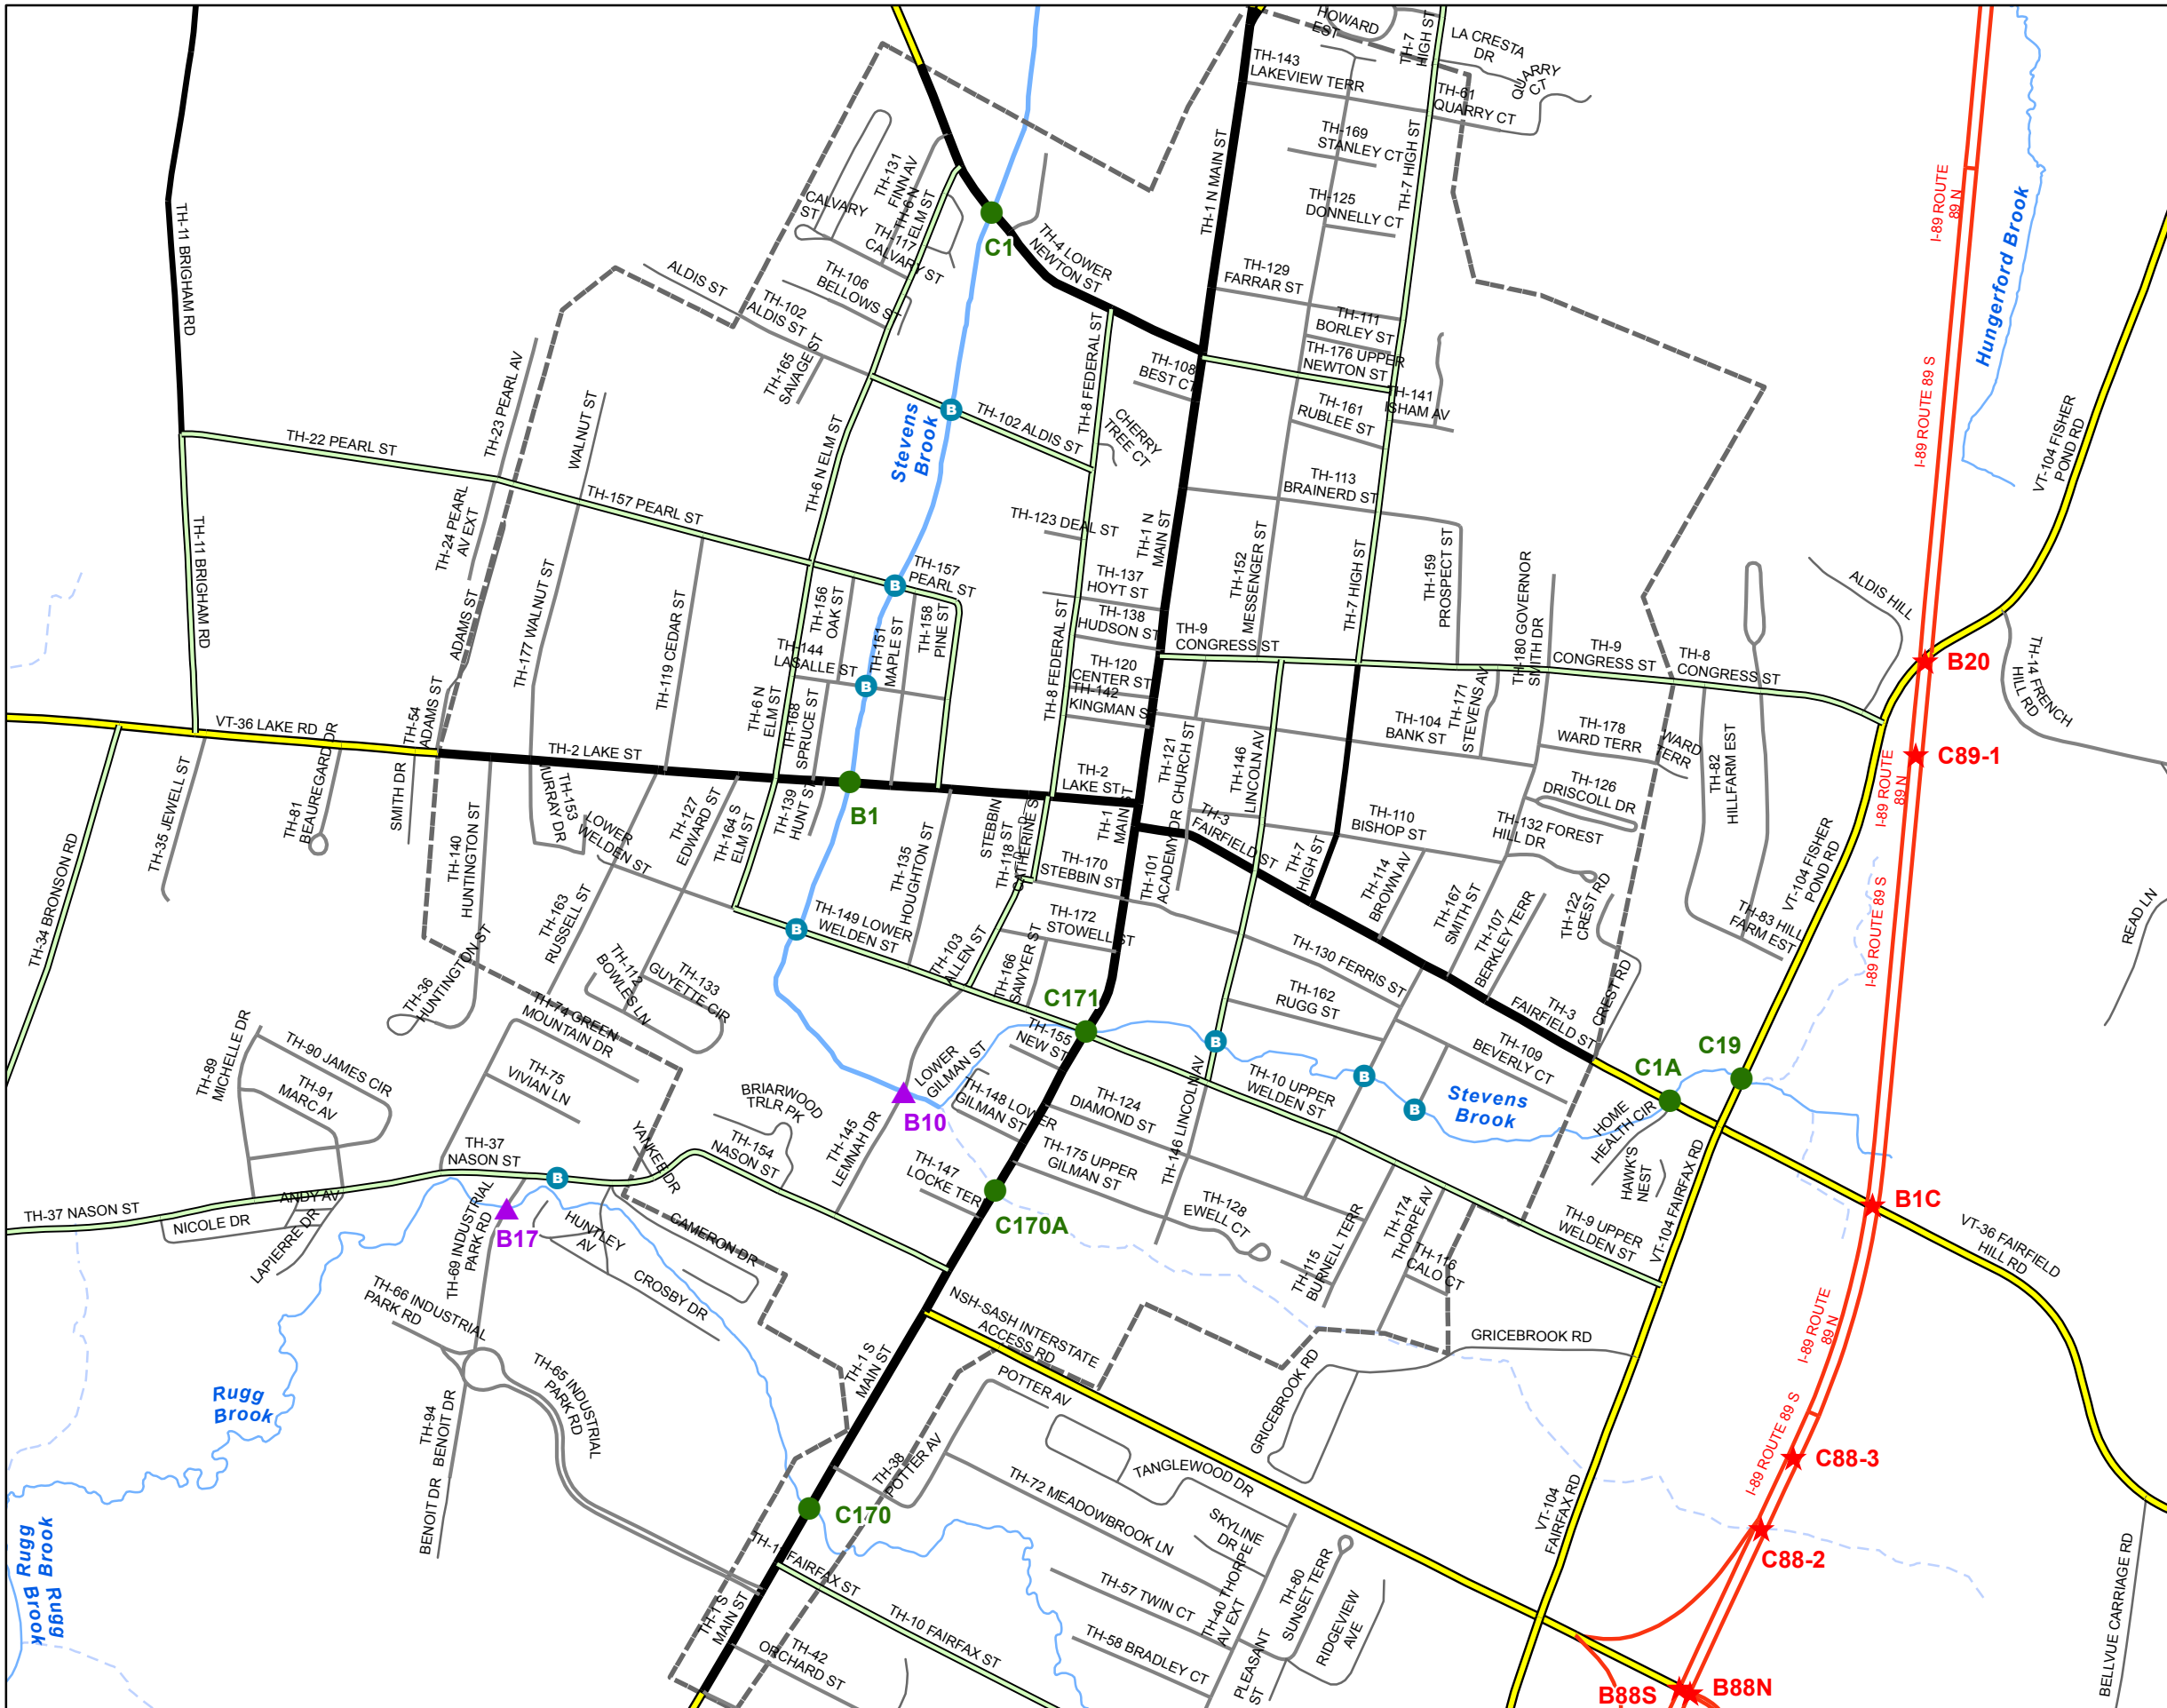 HOWARD
EST
TH-7
HIGH ST
LA CRESTA
DR
QUARRY
CT
TH-143
LAKEVIEW TERR
TH-61
QUARRY CT
TH-169
STANLEY CT
TH-7 HIGH ST
TH-1 N MAIN ST
TH-125
DONNELLY CT
TH-131
FINN AV
TH-6 N
ELM ST
CALVARY
ST
TH-117
CALVARY ST
C1
TH-4 LOWER
NEWTON ST
I-89 ROUTE
89 N
Hungerford Brook
TH-11 BRIGHAM RD
ALDIS ST
TH-106
BELLOWS ST
TH-102
ALDIS ST
TH-129
FARRAR ST
TH-111
BORLEY ST
TH-176 UPPER
NEWTON ST
TH-165
SAVAGE ST
TH-108
BEST CT
TH-8 FEDERAL ST
TH-141
ISHAM AV
TH-161
RUBLEE ST
I-89 ROUTE 89 S
VT-104 FISHER
POND RD
TH-23 PEARL AV
WALNUT ST
B
TH-102 ALDIS ST
CHERRY
TREE CT
Stevens
Brook
TH-22 PEARL ST
TH-6 N ELM ST
TH-113
BRAINERD ST
TH-157 PEARL ST
TH-24 PEARL
AV EXT
TH-123 DEAL ST
TH-1 N
MAIN ST
TH-11 BRIGHAM RD
TH-152
MESSENGER ST
TH-7 HIGH ST
TH-159
PROSPECT ST
TH-180 GOVERNOR
SMITH DR
ALDIS HILL
B
TH-157
PEARL ST
TH-137
HOYT ST
TH-138
HUDSON ST
TH-9
CONGRESS ST
TH-9
CONGRESS ST
TH-8
CONGRESS ST
B20
TH-14 FRENCH
HILL RD
ADAMS ST
TH-177 WALNUT ST
TH-119 CEDAR ST
TH-156
OAK ST
TH-151
MAPLE ST
TH-158
PINE ST
TH-144
LASALLE ST
B
TH-8 FEDERAL ST
TH-120
CENTER ST
TH-142
KINGMAN S
TH-171
STEVENS AV
VT-36 LAKE RD
TH-54
ADAMS ST
TH-2 LAKE ST
TH-6 N
ELM ST
TH-168
SPRUCE ST
TH-104
BANK ST
TH-178
WARD TERR
WARD
TERR
TH-82
HILLFARM EST
C89-1
I-89 ROUTE
89 N
TH-35 JEWELL ST
TH-81
BEAUREGARD DR
SMITH DR
TH-153
LOWER
WELDEN ST
TH-127
EDWARD ST
TH-164 S
ELM ST
TH-139
HUNT ST
B1
TH-2
LAKE ST
TH-121
CHURCH ST
TH-146
LINCOLN AV
TH-3
FAIRFIELD ST
TH-110
BISHOP ST
TH-126
DRISCOLL DR
TH-132 FOREST
HILL DR
TH-140
HUNTINGTON ST
TH-135
HOUGHTON ST
STEBBIN
TH-118
CATHERINE ST
TH-170
STEBBIN ST
TH-101
ACADEMY DR
TH-7
HIGH ST
TH-114
BROWN AV
VT-104 FISHER
POND RD
I-89 ROUTE 89 S
TH-34 BRONSON RD
TH-163
RUSSELL ST
B
TH-149 LOWER
WELDEN ST
TH-172
STOWELL ST
TH-167
SMITH ST
TH-107
BERKLEY TERR
TH-122
CREST RD
TH-83 HILL
FARM EST
READ LN
TH-36
HUNTINGTON ST
TH-112
BOWLES LN
TH-133
GUYETTE CIR
TH-103
ALLEN ST
TH-166
SAWYER ST
TH-130 FERRIS ST
TH-162
RUGG ST
CREST RD
TH-3
FAIRFIELD ST
C171
TH-74 GREEN
MOUNTAIN DR
TH-155
NEW ST
B
TH-109
BEVERLY CT
C19
C1A
TH-89
MICHELLE DR
TH-90 JAMES CIR
TH-91
MARC AV
TH-75
VIVIAN LN
LOWER
GILMAN ST
B10
TH-148 LOWER
GILMAN ST
TH-124
DIAMOND ST
TH-10 UPPER
WELDEN ST
B
B
Stevens
Brook
HOME
HEALTH CIR
BRIARWOOD
TRLR PK
YANKEE DR
TH-37
NASON ST
TH-154
NASON ST
TH-145
LEMNAH DR
TH-147
LOCKE TER
TH-175 UPPER
GILMAN ST
TH-146 LINCOLN AV
HAWK'S
NEST
VT-104 FAIRFAX RD
TH-37 NASON ST
NICOLE DR
ANDY AV
LAPIERRE DR
B
B17
TH-69 INDUSTRIAL
PARK RD
HUNTLEY
AV
CAMERON DR
CROSBY DR
C170A
TH-128
EWELL CT
TH-174
THORPE AV
TH-115
BURNELL TERR
TH-116
CALO CT
TH-9 UPPER
WELDEN ST
B1C
VT-36 FAIRFIELD
HILL RD
TH-66 INDUSTRIAL
PARK RD
NSH-SASH INTERSTATE
ACCESS RD
GRICEBROOK RD
I-89 ROUTE
89 N
Rugg
Brook
TH-65 INDUSTRIAL
PARK RD
TH-1 S
MAIN ST
POTTER AV
GRICEBROOK RD
TH-94
BENOIT DR
BENOIT DR
TH-38
POTTER AV
TH-72 MEADOWBROOK LN
TANGLEWOOD DR
SKYLINE
DR
I-89 ROUTE 89 S
C88-3
C170
VT-104
FAIRFAX RD
C88-2
Rugg
Brook
Rugg
Brook
FAIRFAX ST
TH-10 FAIRFAX ST
TH-57 TWIN CT
TH-40 THORPE
AV EXT
TH-80
SUNSET TERR
RIDGEVIEW
AVE
TH-58 BRADLEY CT
PLEASANT
ST
TH-1 S
MAIN ST
TH-42
ORCHARD ST
B88S
B88N
BELLVUE CARRIAGE RD